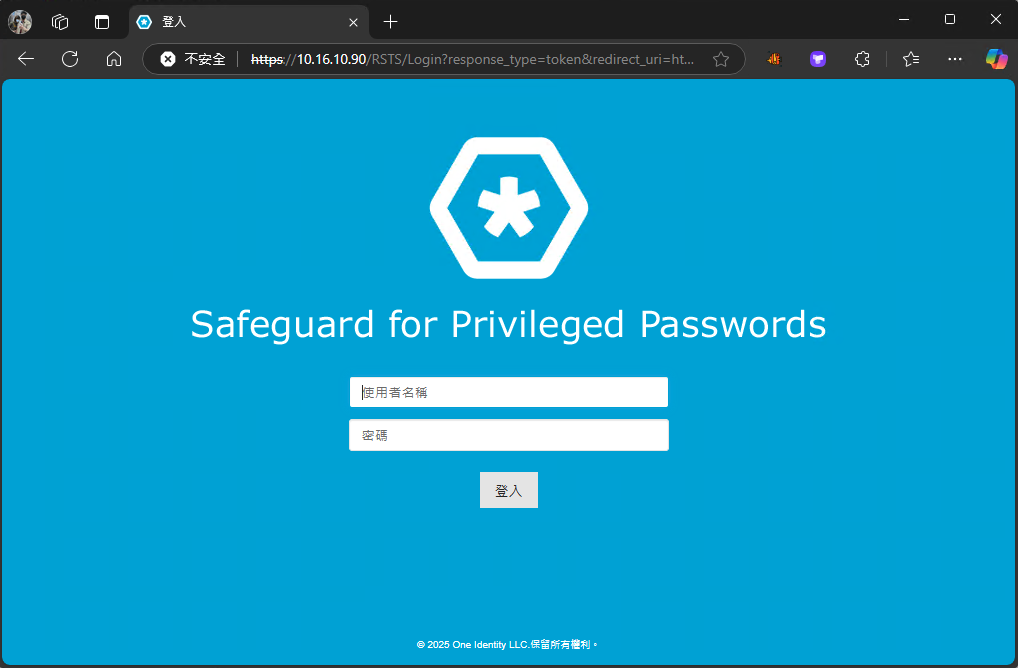 登入
不安全 https://10.16.10.90/RSTS/Login?response_type=token&redirect_uri=ht...
Safeguard for Privileged Passwords
使用者名稱
密碼
登入
© 2025 One Identity LLC.保留所有權利。